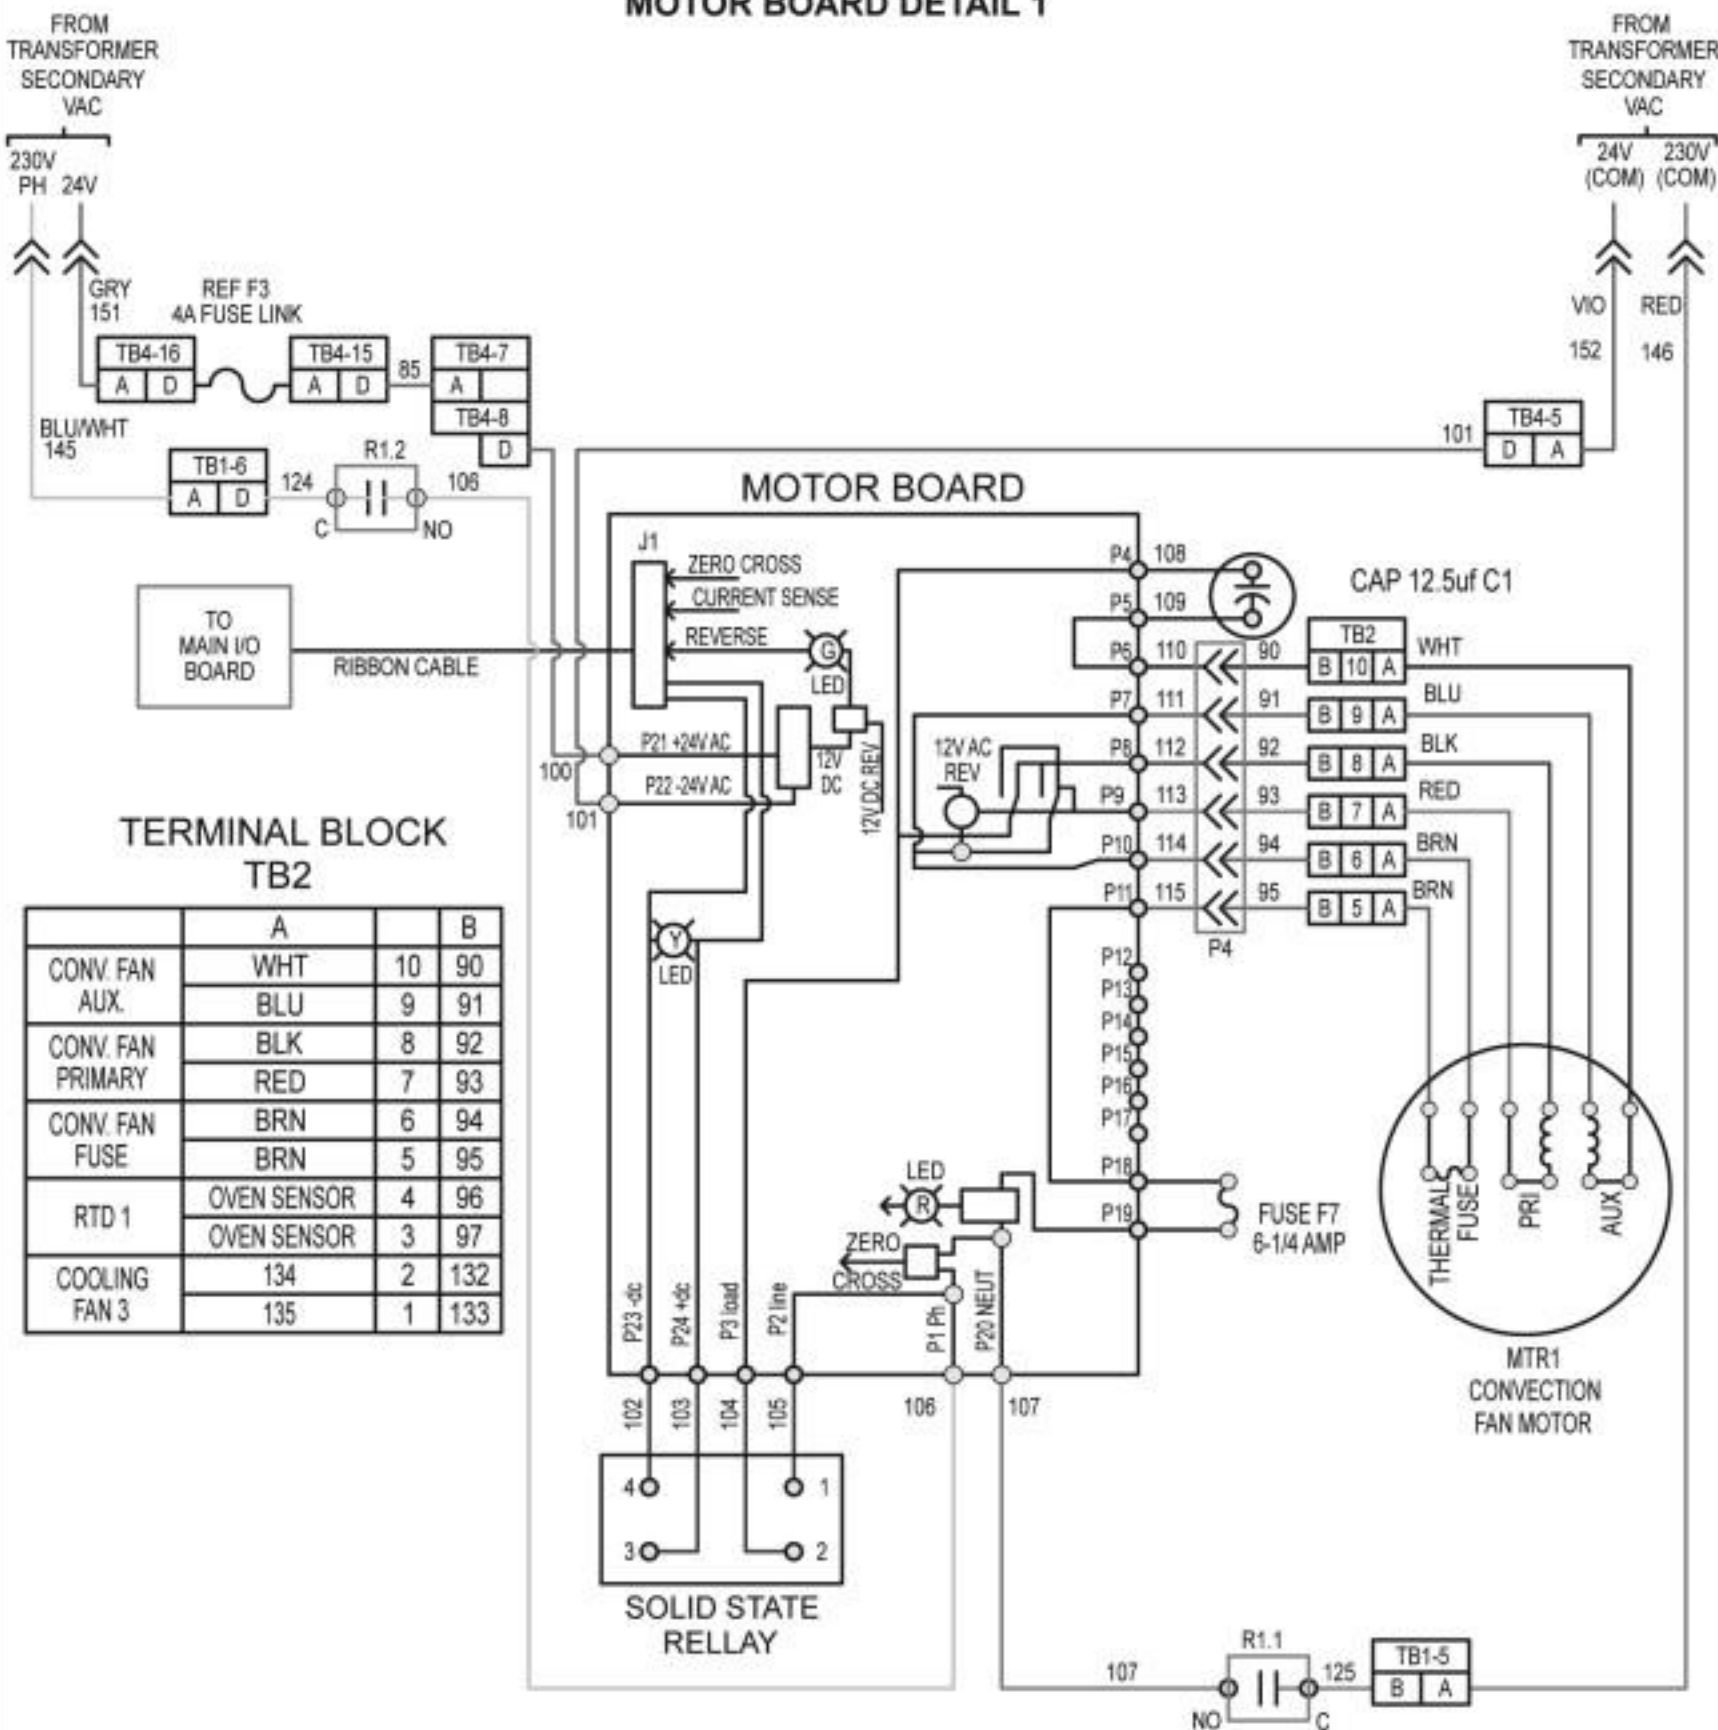 MOTOR BOARD DETAIL 1
FROM
TRANSFORMER
SECONDARY
VAC
230V
PH
24V
FROM
TRANSFORMER
SECONDARY
VAC
24V
(COM)
230V
(COM)
GRY
151
REF F3
4A FUSE LINK
TB4-16
A D
TB4-15
A D
85
TB4-7
A
TB4-8
D
VIO
152
RED
146
TB4-5
D A
101
BLU/WHT
145
TB1-6
A D
124
R1.2
C
NO
106
MOTOR BOARD
J1
ZERO CROSS
CURRENT SENSE
REVERSE
G
LED
TO
MAIN I/O
BOARD
RIBBON CABLE
P21 +24V AC
P22 -24V AC
100
101
12V
DC
12V DC REV
12V AC
REV
P4 108
P5 109
P6 110 90
P7 111 91
P8 112 92
P9 113 93
P10 114 94
P11 115 95
P4
CAP 12.5uf C1
TB2
B 10 A WHT
B 9 A BLU
B 8 A BLK
B 7 A RED
B 6 A BRN
B 5 A BRN
P12
P13
P14
P15
P16
P17
P18
P19
FUSE F7
6-1/4 AMP
THERMAL
FUSE
PRI
AUX
MTR1
CONVECTION
FAN MOTOR
TERMINAL BLOCK
TB2
A B
CONV. FAN
AUX.
WHT 10 90
BLU 9 91
CONV. FAN
PRIMARY
BLK 8 92
RED 7 93
CONV. FAN
FUSE
BRN 6 94
BRN 5 95
RTD 1
OVEN SENSOR 4 96
OVEN SENSOR 3 97
COOLING
FAN 3
134 2 132
135 1 133
Y
LED
LED
R
ZERO
CROSS
P23 -dc
P24 +dc
P3 load
P2 line
P1 Ph
P20 NEUT
102
103
104
105
106
107
4
1
3
2
SOLID STATE
RELLAY
107
R1.1
NO
C
125
TB1-5
B A